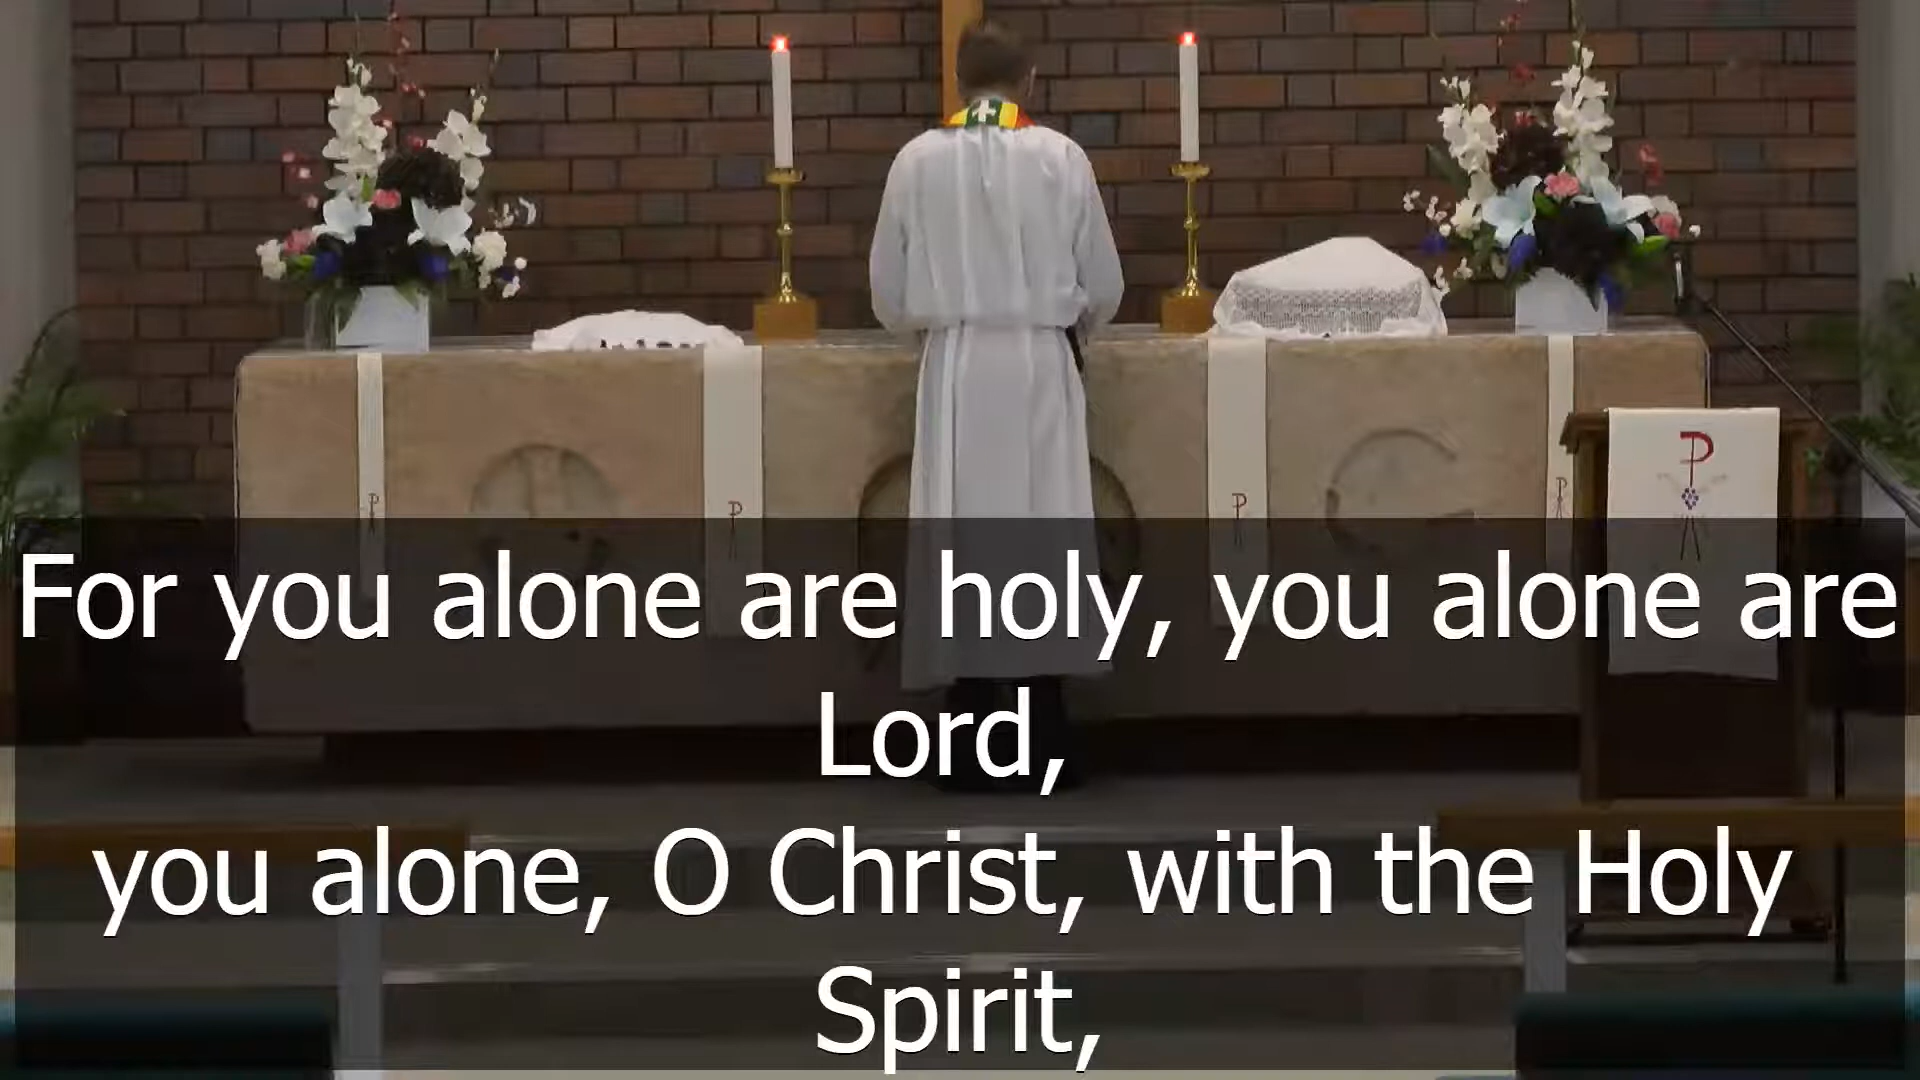 For you alone are holy, you alone are
Lord,
you alone, O Christ, with the Holy
Spirit,